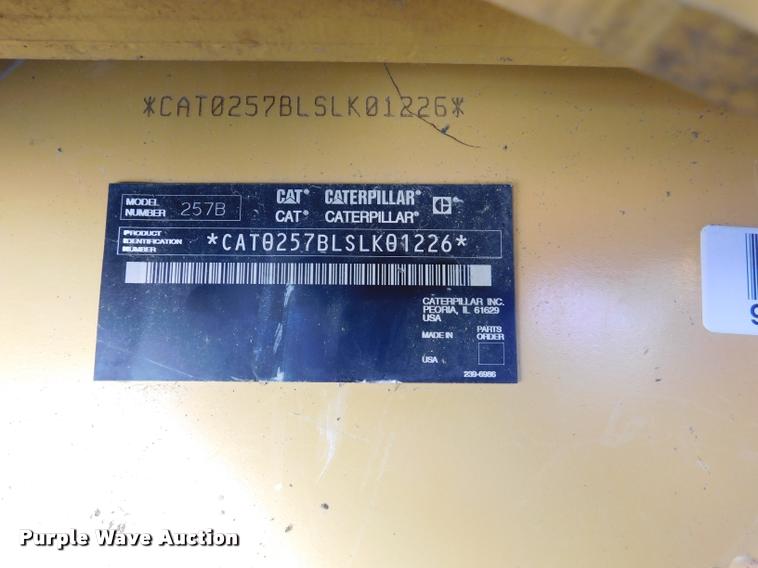 *CAT0257BLSLK01226*
MODEL NUMBER 257B
CAT® CATERPILLAR®
CAT® CATERPILLAR®
PRODUCT IDENTIFICATION NUMBER *CAT0257BLSLK01226*
CATERPILLAR INC.
PEORIA, IL 61629
USA
MADE IN
USA
PARTS ORDER
239-6986
Purple Wave Auction